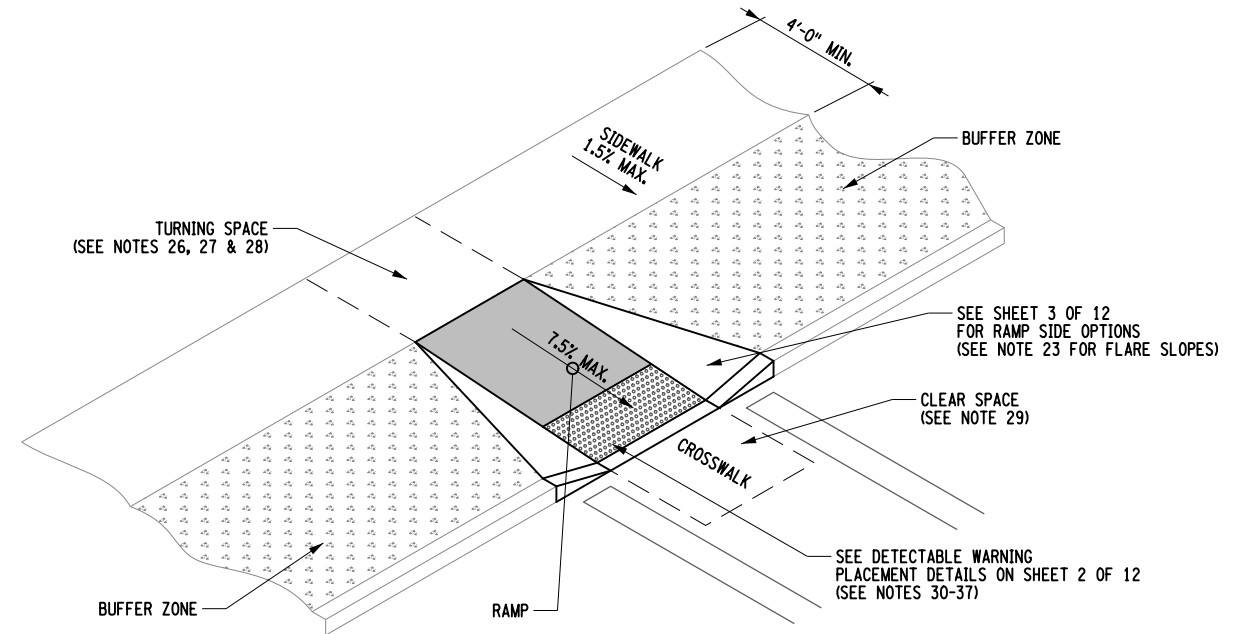 4'-0" MIN.
SIDEWALK
1.5% MAX.
BUFFER ZONE
TURNING SPACE
(SEE NOTES 26, 27 & 28)
7.5% MAX.
SEE SHEET 3 OF 12
FOR RAMP SIDE OPTIONS
(SEE NOTE 23 FOR FLARE SLOPES)
CLEAR SPACE
(SEE NOTE 29)
CROSSWALK
SEE DETECTABLE WARNING
PLACEMENT DETAILS ON SHEET 2 OF 12
(SEE NOTES 30-37)
BUFFER ZONE
RAMP